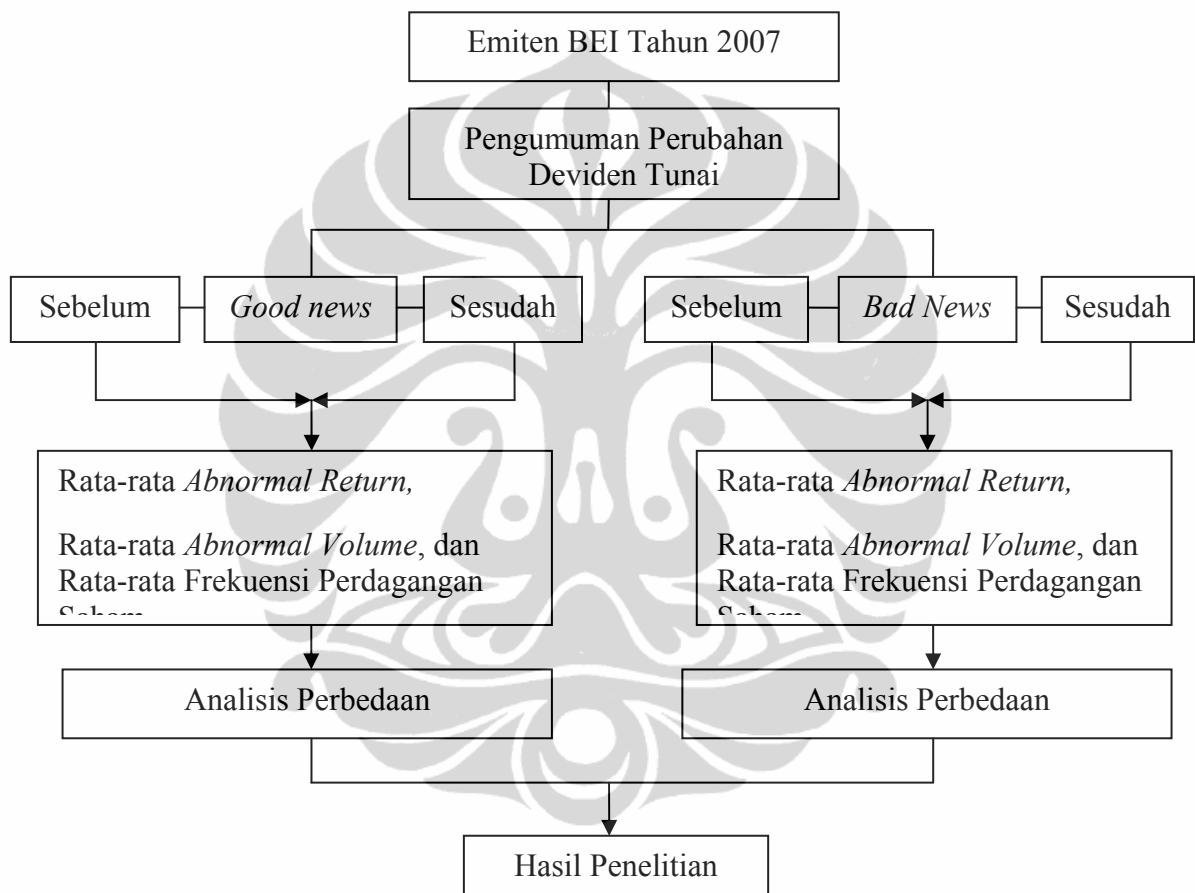 Emiten BEI Tahun 2007
Pengumuman Perubahan
Deviden Tunai
Sebelum
Good news
Sesudah
Sebelum
Bad News
Sesudah
Rata-rata Abnormal Return,
Rata-rata Abnormal Volume, dan
Rata-rata Frekuensi Perdagangan
Saham
Rata-rata Abnormal Return,
Rata-rata Abnormal Volume, dan
Rata-rata Frekuensi Perdagangan
Saham
Analisis Perbedaan
Analisis Perbedaan
Hasil Penelitian